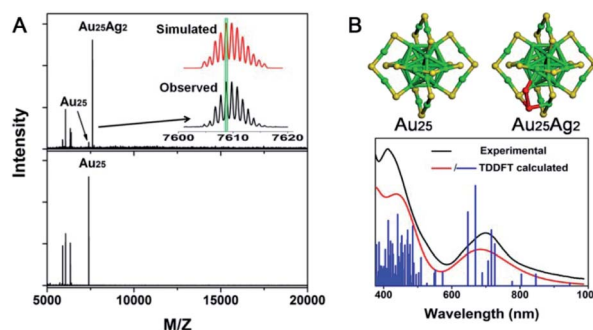 A
Au25Ag2
Simulated
Observed
Au25
7600 7610 7620
Intensity
Au25
5000 10000 15000 20000
M/Z
B
Au25 Au25Ag2
Experimental
/ TDDFT calculated
400 600 800 1000
Wavelength (nm)